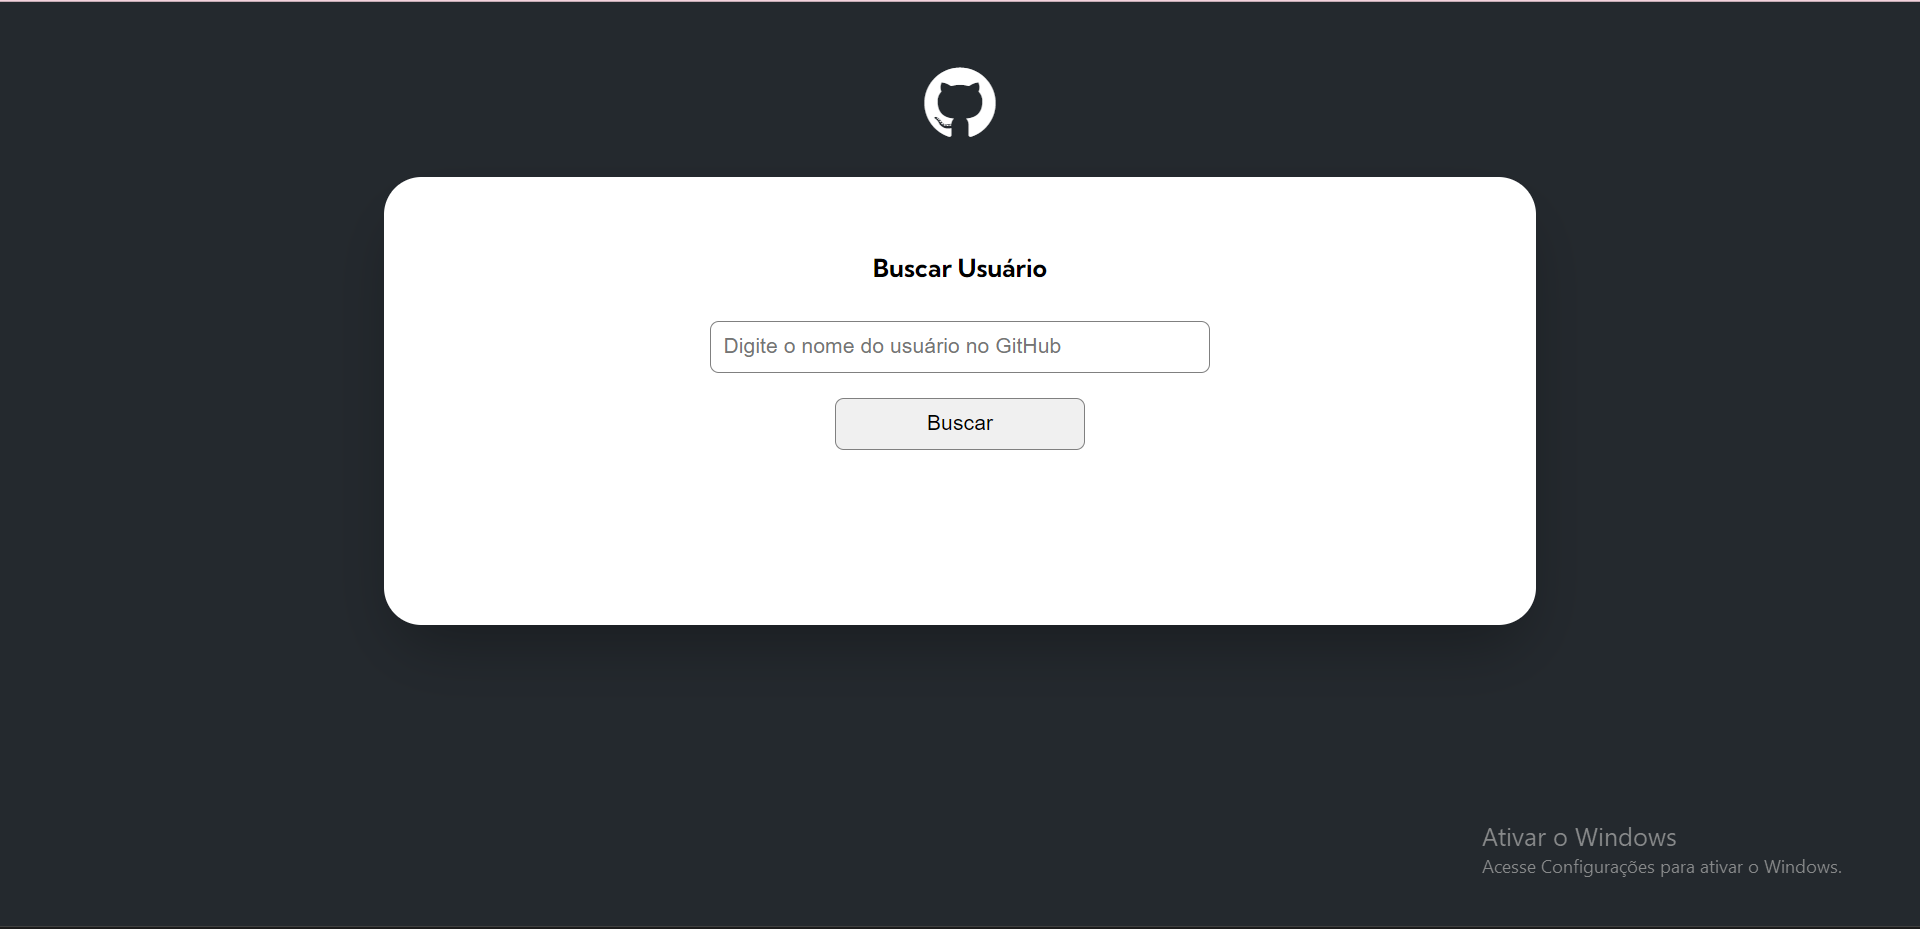 Buscar Usuário
Digite o nome do usuário no GitHub
Buscar
Ativar o Windows
Acesse Configurações para ativar o Windows.